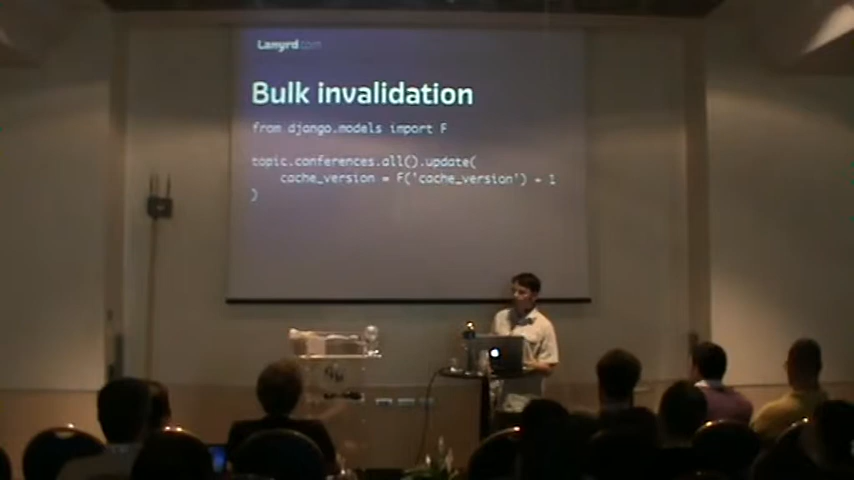 Lanyrd.com
Bulk invalidation
from django.models import F
topic.conferences.all().update(
cache_version = F('cache_version') + 1
)